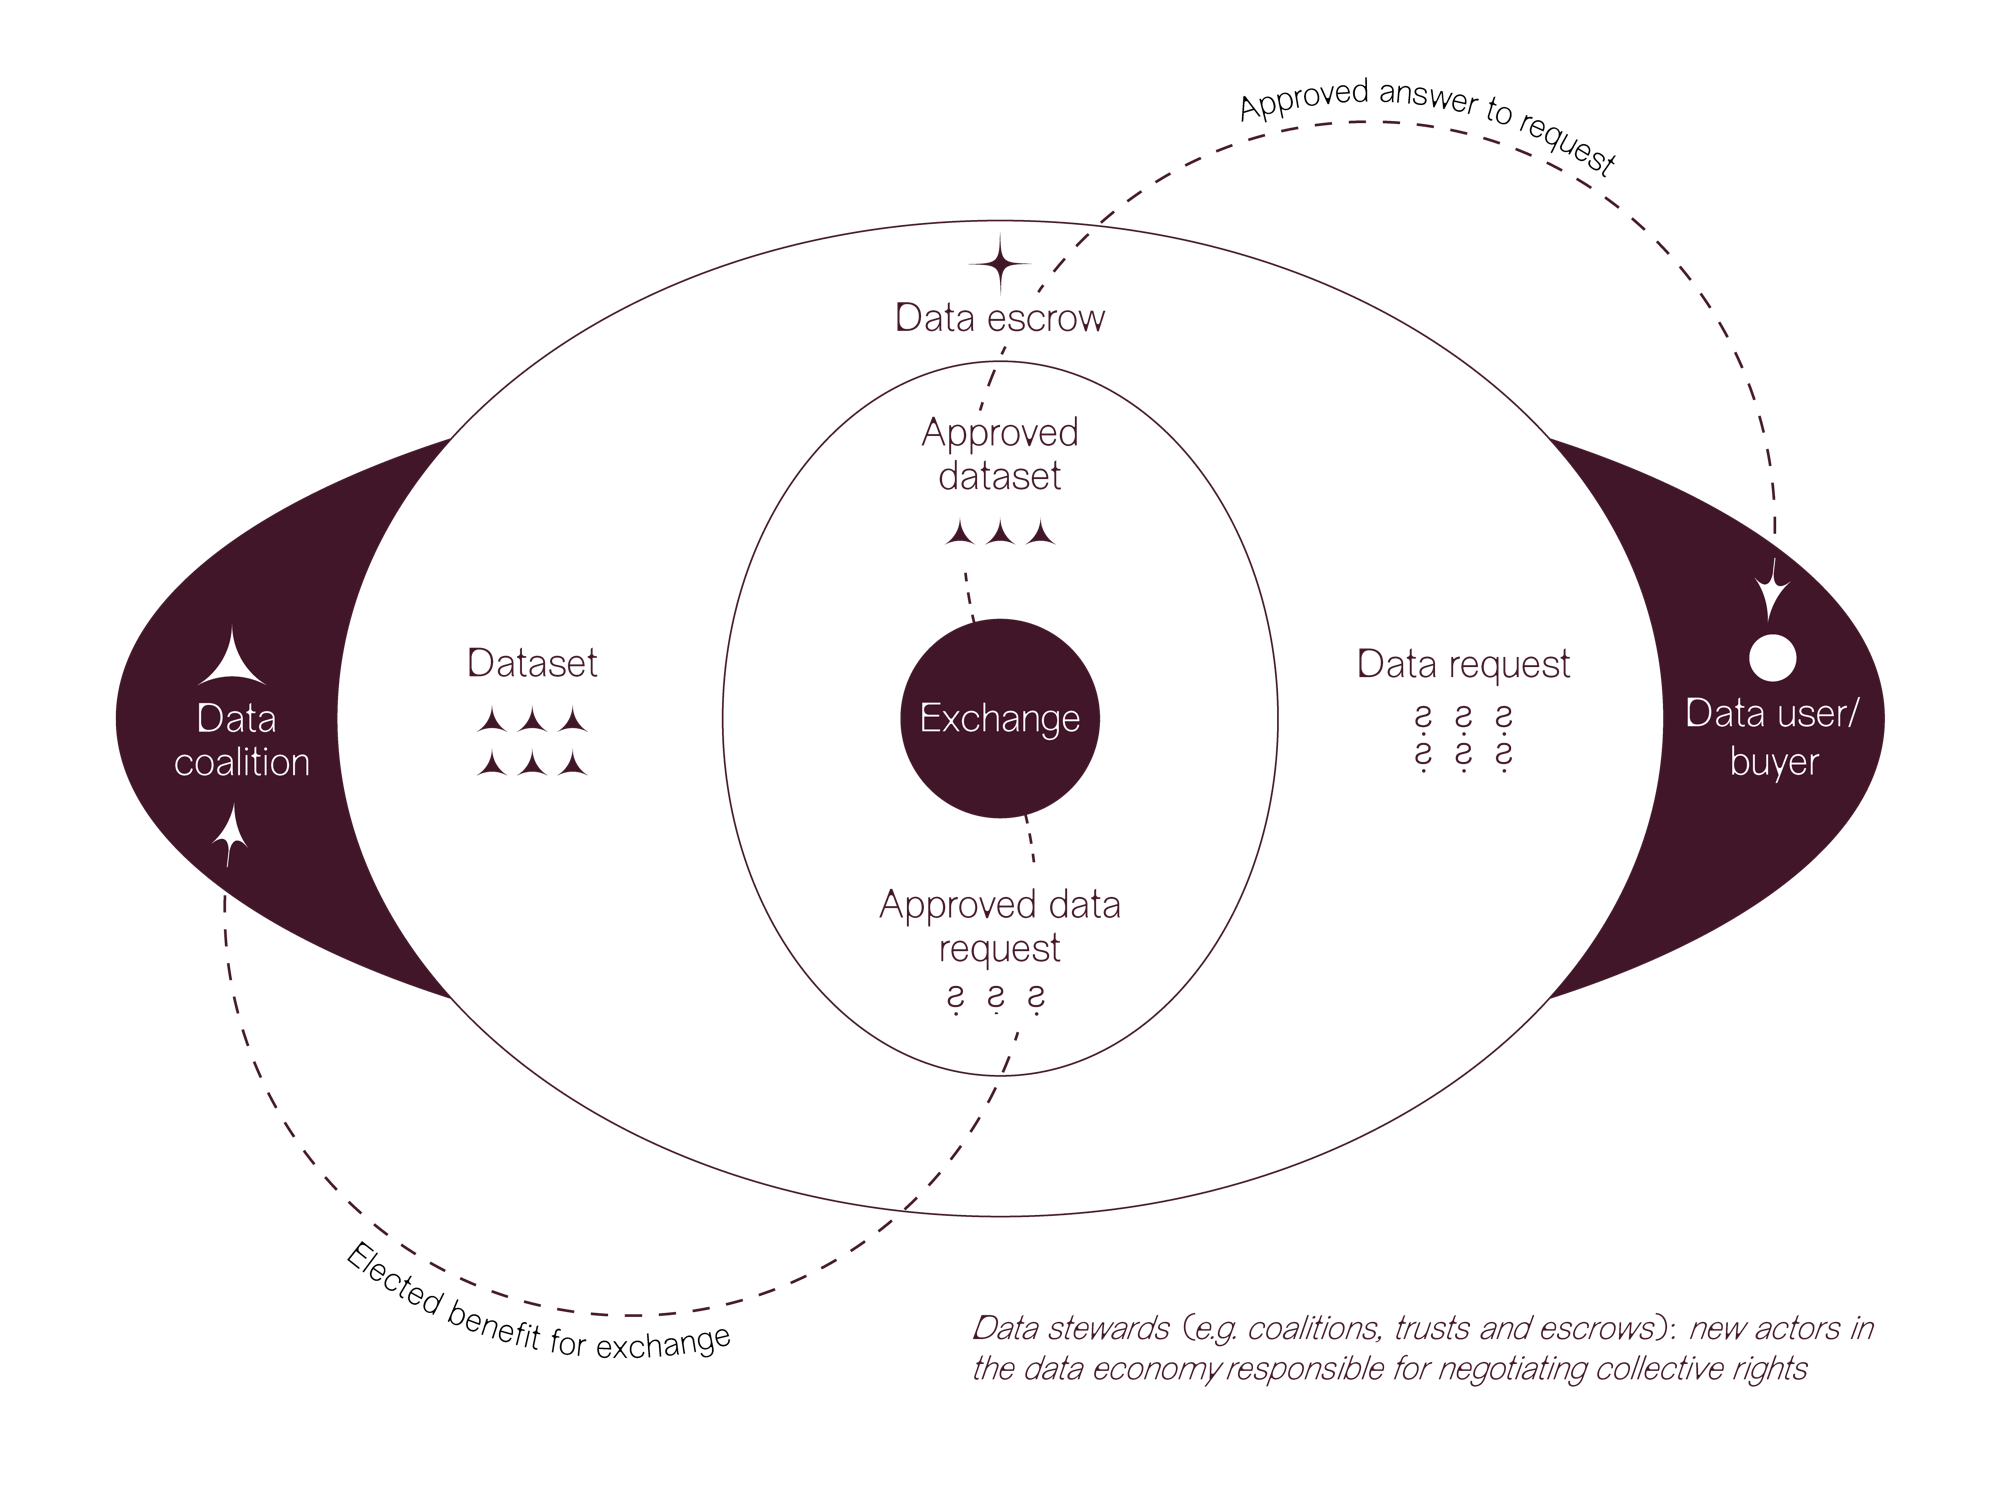 Approved answer to request
Data escrow
Approved
dataset
Dataset
Data request
Data
coalition
Exchange
Data user/
buyer
Approved data
request
Elected benefit for exchange
Data stewards (e.g. coalitions, trusts and escrows): new actors in
the data economy responsible for negotiating collective rights